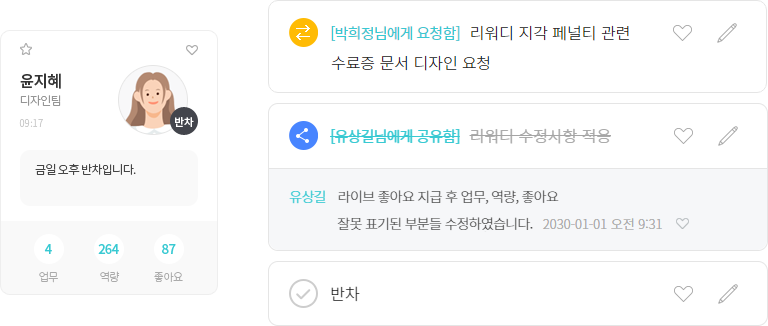 윤지혜
디자인팀
09:17
반차
금일 오후 반차입니다.
4
264
87
업무
역량
좋아요
[박희정님에게 요청함] 리워디 지각 페널티 관련
수료증 문서 디자인 요청
[유상길님에게 공유함] 리워디 수정사항 적용
유상길 라이브 좋아요 지급 후 업무, 역량, 좋아요
잘못 표기된 부분들 수정하였습니다. 2030-01-01 오전 9:31
반차